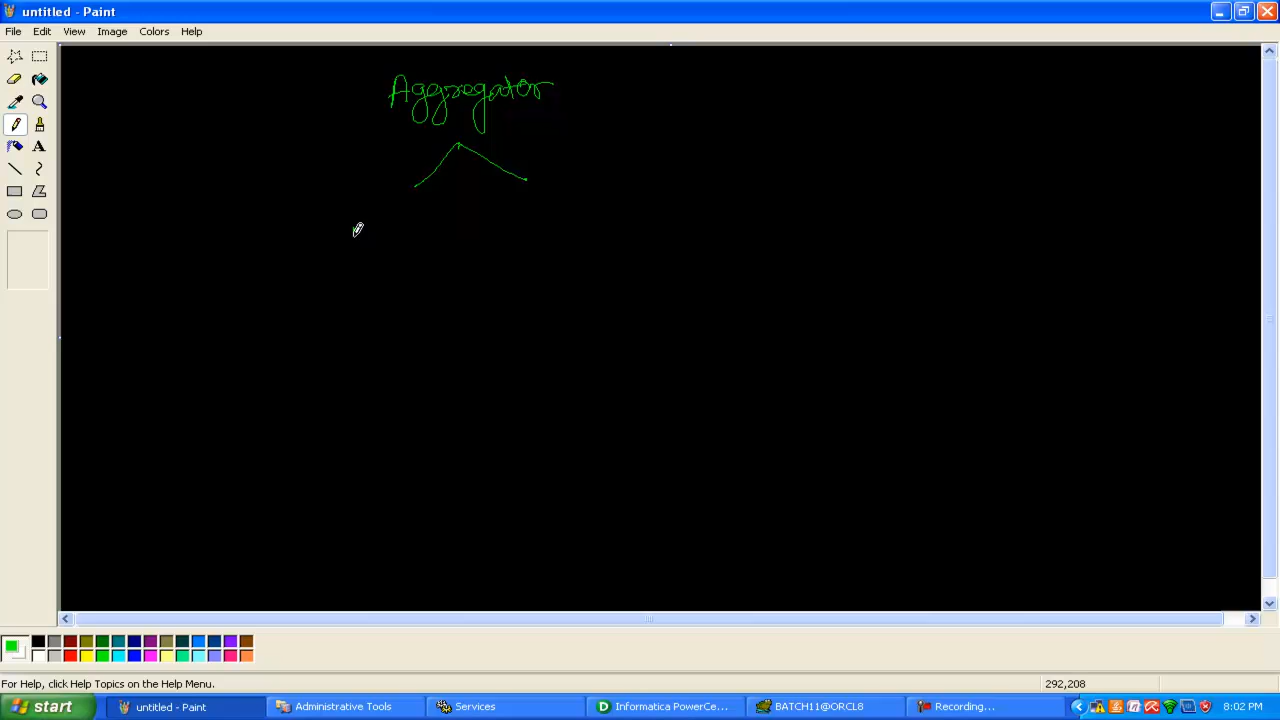 untitled - Paint
File Edit View Image Colors Help
Aggregator
For Help, click Help Topics on the Help Menu.
292,208
start untitled - Paint Administrative Tools Services Informatica PowerCe... BATCH11@ORCL8 Recording... 8:02 PM